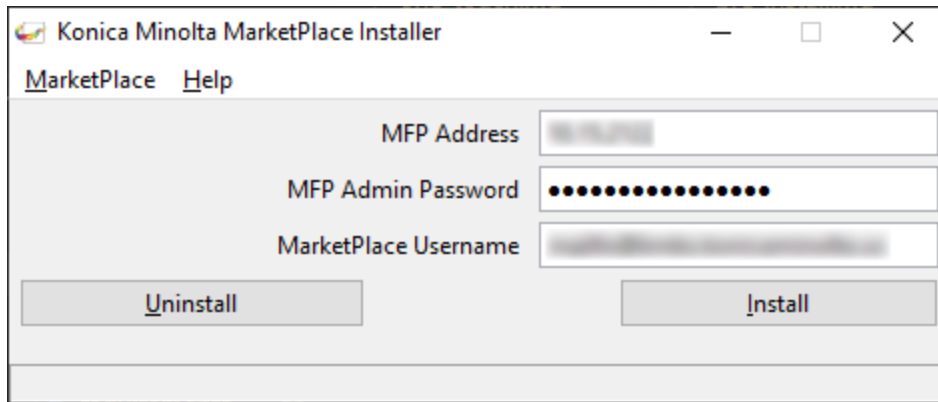 Konica Minolta MarketPlace Installer
MarketPlace Help
MFP Address
MFP Admin Password ●●●●●●●●●●●●●●●●
MarketPlace Username
Uninstall Install